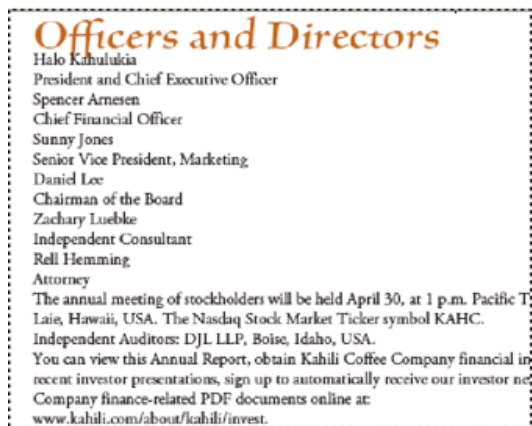 Officers and Directors
Halo Kahulukia
President and Chief Executive Officer
Spencer Arnesen
Chief Financial Officer
Sunny Jones
Senior Vice President, Marketing
Daniel Lee
Chairman of the Board
Zachary Luebke
Independent Consultant
Rell Hemming
Attorney
The annual meeting of stockholders will be held April 30, at 1 p.m. Pacific
Laie, Hawaii, USA. The Nasdaq Stock Market Ticker symbol KAHC.
Independent Auditors: DJL LLP, Boise, Idaho, USA.
You can view this Annual Report, obtain Kahili Coffee Company financial
recent investor presentations, sign up to automatically receive our investor
Company finance-related PDF documents online at:
www.kahili.com/about/kahili/invest.